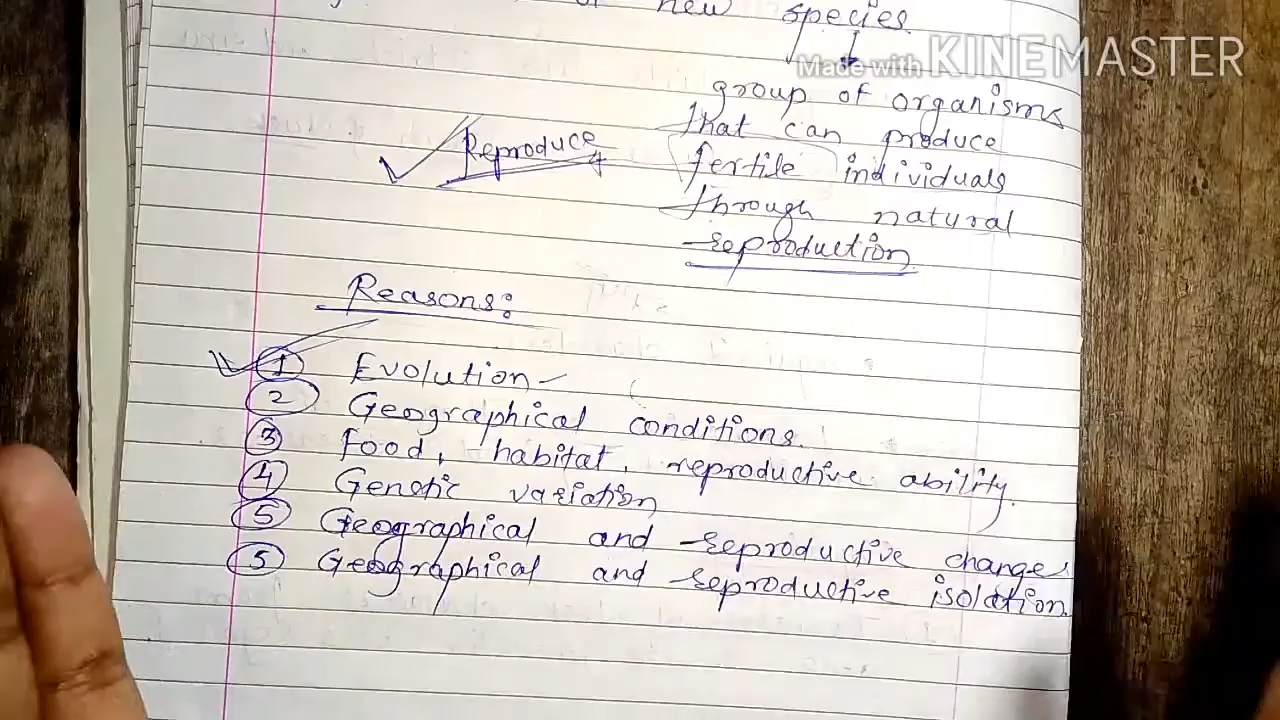 new species
Made with KINEMASTER
group of organisms
that can produce
Reproduce
fertile individuals
through natural
reproduction
Reasons:
1 Evolution-
2 Geographical conditions.
3 Food, habitat, reproductive ability.
4 Genetic variation
5 Geographical and reproductive change.
5 Geographical and reproductive isolation.